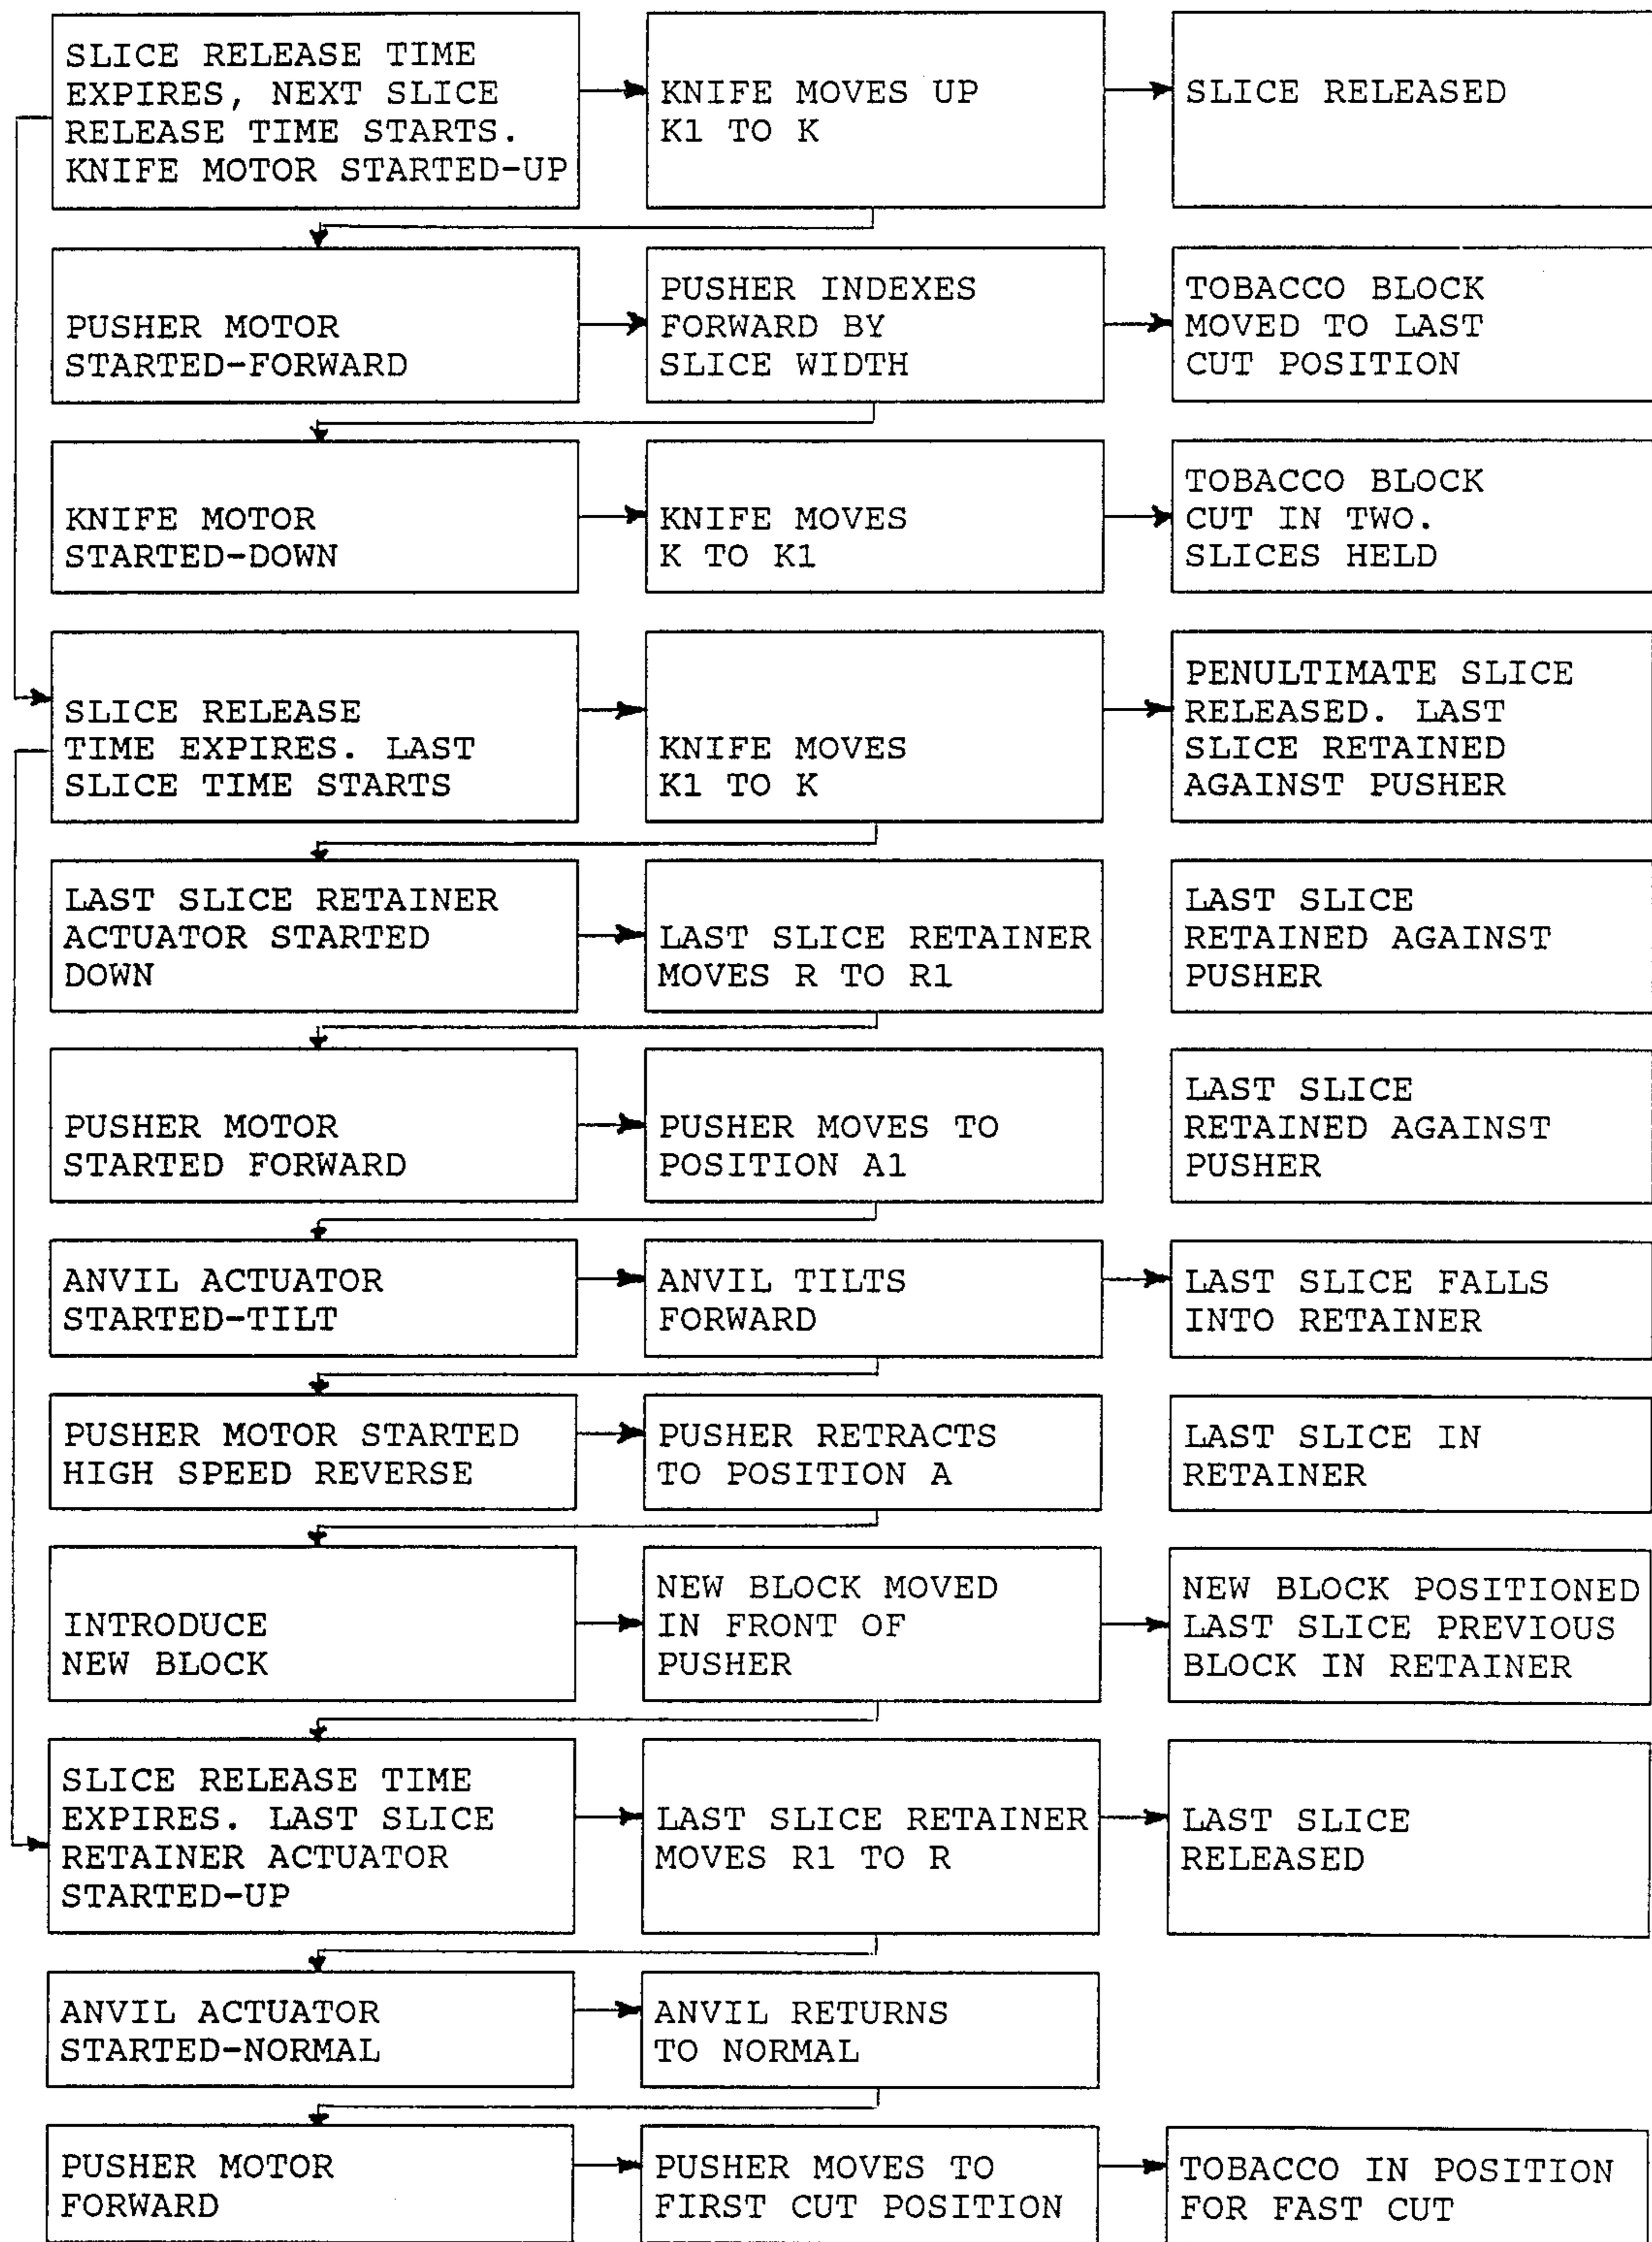 SLICE RELEASE TIME
EXPIRES, NEXT SLICE
RELEASE TIME STARTS.
KNIFE MOTOR STARTED-UP
KNIFE MOVES UP
K1 TO K
SLICE RELEASED
PUSHER MOTOR
STARTED-FORWARD
PUSHER INDEXES
FORWARD BY
SLICE WIDTH
TOBACCO BLOCK
MOVED TO LAST
CUT POSITION
KNIFE MOTOR
STARTED-DOWN
KNIFE MOVES
K TO K1
TOBACCO BLOCK
CUT IN TWO.
SLICES HELD
SLICE RELEASE
TIME EXPIRES. LAST
SLICE TIME STARTS
KNIFE MOVES
K1 TO K
PENULTIMATE SLICE
RELEASED. LAST
SLICE RETAINED
AGAINST PUSHER
LAST SLICE RETAINER
ACTUATOR STARTED
DOWN
LAST SLICE RETAINER
MOVES R TO R1
LAST SLICE
RETAINED AGAINST
PUSHER
PUSHER MOTOR
STARTED FORWARD
PUSHER MOVES TO
POSITION A1
LAST SLICE
RETAINED AGAINST
PUSHER
ANVIL ACTUATOR
STARTED-TILT
ANVIL TILTS
FORWARD
LAST SLICE FALLS
INTO RETAINER
PUSHER MOTOR STARTED
HIGH SPEED REVERSE
PUSHER RETRACTS
TO POSITION A
LAST SLICE IN
RETAINER
INTRODUCE
NEW BLOCK
NEW BLOCK MOVED
IN FRONT OF
PUSHER
NEW BLOCK POSITIONED
LAST SLICE PREVIOUS
BLOCK IN RETAINER
SLICE RELEASE TIME
EXPIRES. LAST SLICE
RETAINER ACTUATOR
STARTED-UP
LAST SLICE RETAINER
MOVES R1 TO R
LAST SLICE
RELEASED
ANVIL ACTUATOR
STARTED-NORMAL
ANVIL RETURNS
TO NORMAL
PUSHER MOTOR
FORWARD
PUSHER MOVES TO
FIRST CUT POSITION
TOBACCO IN POSITION
FOR FAST CUT